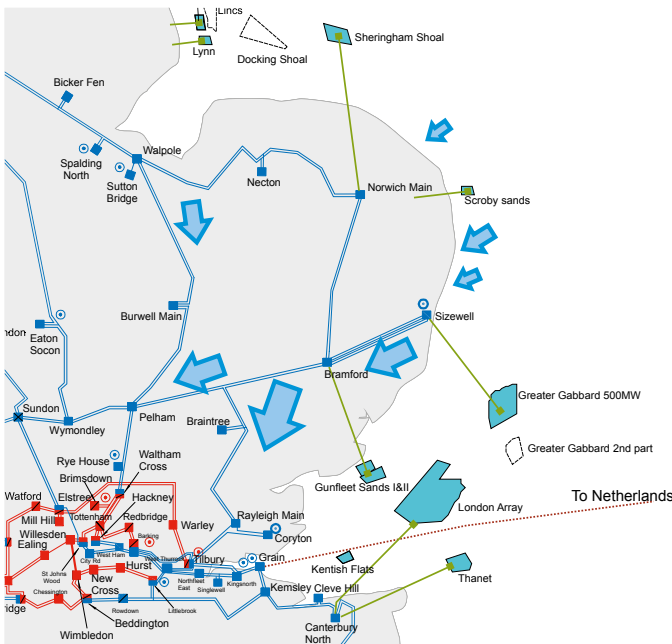 Lincs
Lynn
Docking Shoal
Sheringham Shoal
Bicker Fen
Spalding
North
Walpole
Sutton
Bridge
Necton
Norwich Main
Scroby sands
Burwell Main
Sizewell
ndon
Eaton
Socon
Bramford
Greater Gabbard 500MW
Sundon
Wymondley
Pelham
Braintree
Greater Gabbard 2nd part
Rye House
Waltham
Cross
Brimsdown
Gunfleet Sands I&II
London Array
To Netherlands
Watford
Elstree
Hackney
Mill Hill
Tottenham
Redbridge
Warley
Rayleigh Main
Coryton
Willesden
Ealing
Barking
City Rd
West Ham
West Thurrock
Tilbury
Grain
St Johns
Wood
Hurst
Northfleet
East
Singlewell
Kingsnorth
Kentish Flats
Thanet
New
Cross
Chessington
ridge
Rowdown
Littlebrook
Kemsley
Cleve Hill
Beddington
Wimbledon
Canterbury
North